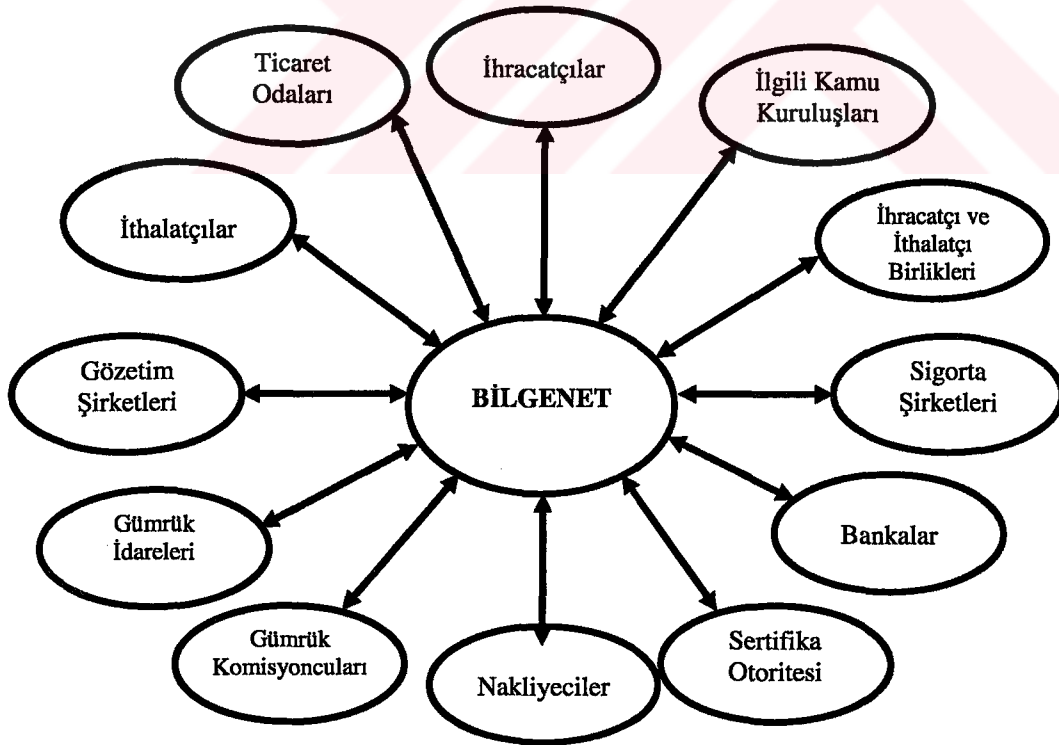 Ticaret
Odaları
İhracatçılar
İlgili Kamu
Kuruluşları
İthalatçılar
İhracatçı ve
İthalatçı
Birlikleri
Gözetim
Şirketleri
BİLGENET
Sigorta
Şirketleri
Gümrük
İdareleri
Bankalar
Gümrük
Komisyoncuları
Nakliyeciler
Sertifika
Otoritesi